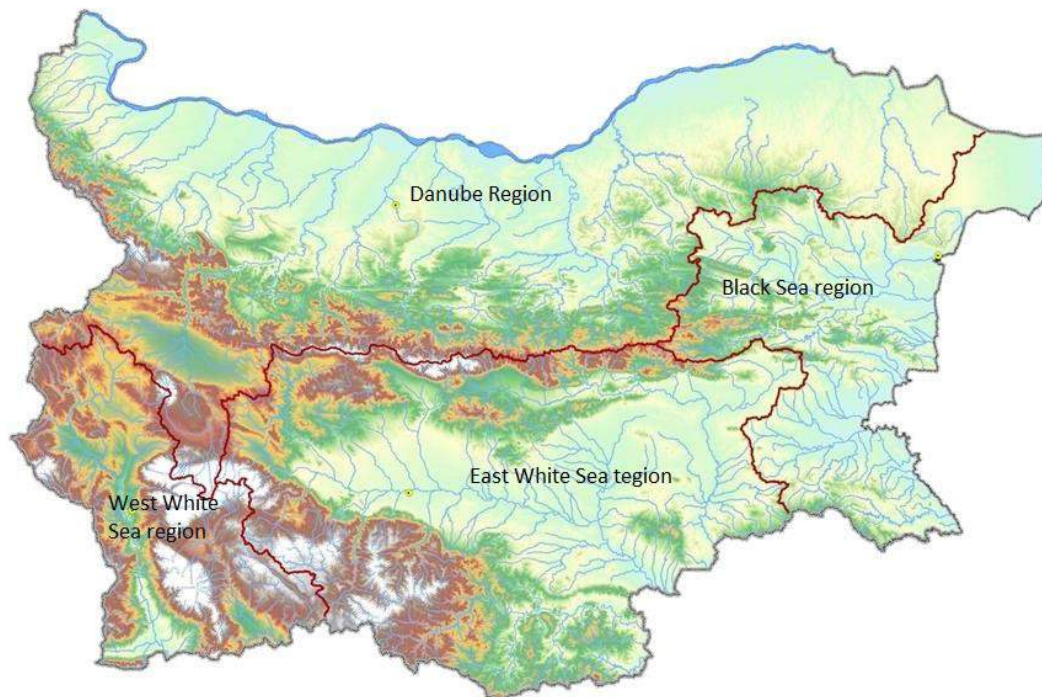 Danube Region
Black Sea region
East White Sea tegion
West White
Sea region